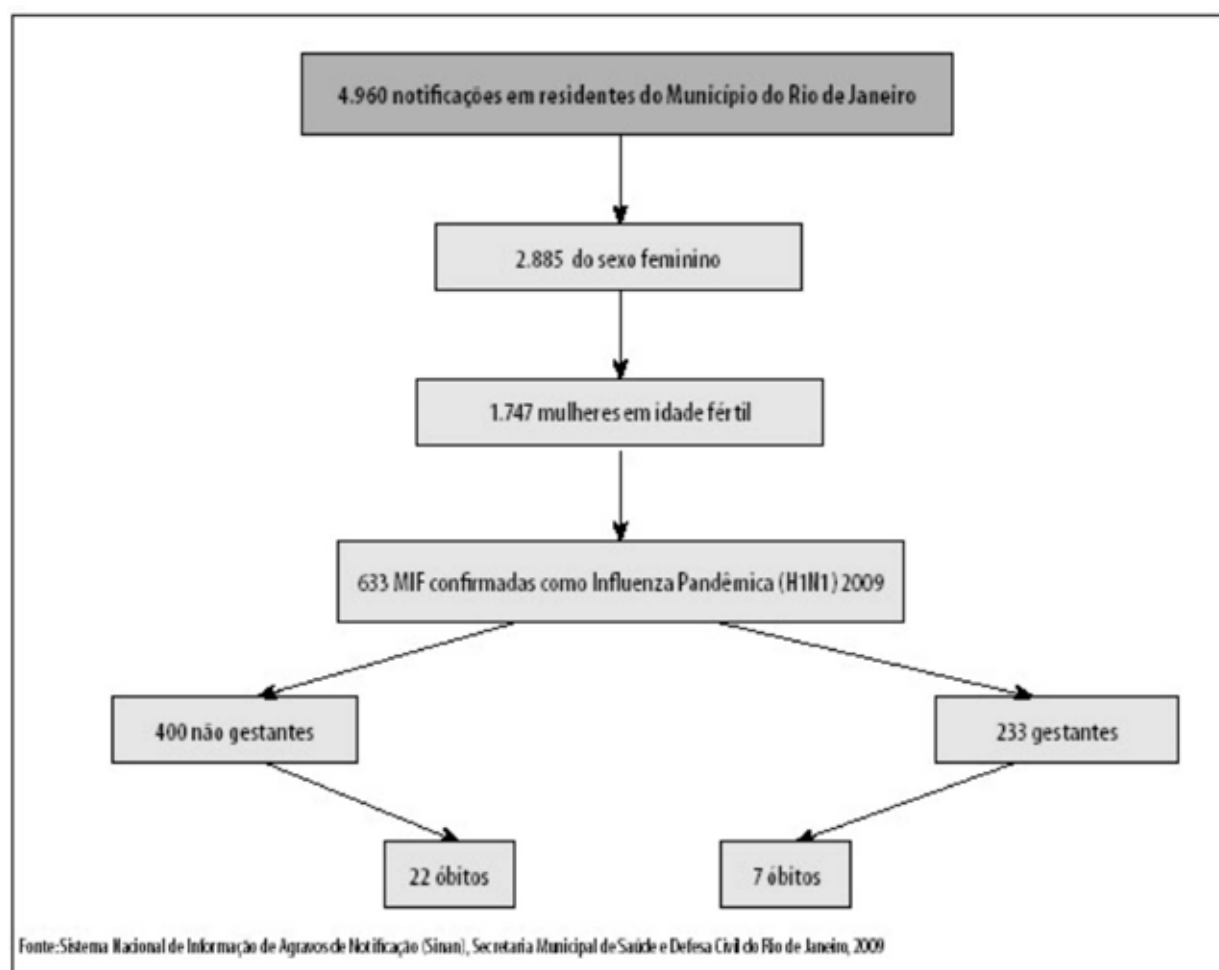 4.960 notificações em residentes do Município do Rio de Janeiro
2.885 do sexo feminino
1.747 mulheres em idade fértil
633 MIF confirmadas como Influenza Pandêmica (H1N1) 2009
400 não gestantes
233 gestantes
22 óbitos
7 óbitos
Fonte:Sistema Nacional de Informação de Agravos de Notificação (Sinan), Secretaria Municipal de Saúde e Defesa Civil do Rio de Janeiro, 2009